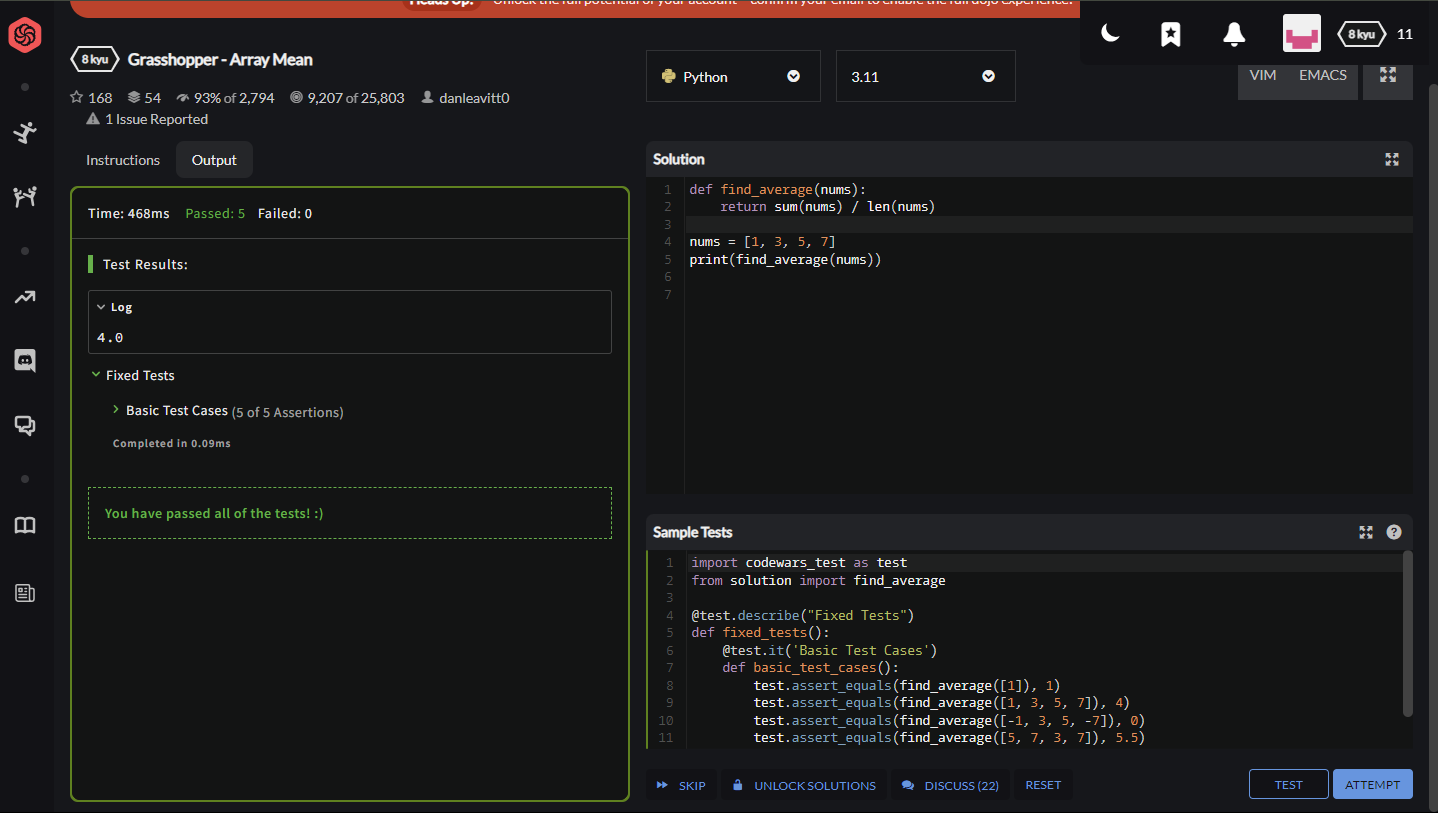 Heads Up! Unlock the full potential of your account - confirm your email to enable the full dojo experience.
8 kyu 11
8 kyu Grasshopper - Array Mean
168 54 93% of 2,794 9,207 of 25,803 danleavitt0
1 Issue Reported
Python 3.11
VIM EMACS
Instructions Output
Time: 468ms Passed: 5 Failed: 0
Test Results:
Log
4.0
Fixed Tests
Basic Test Cases (5 of 5 Assertions)
Completed in 0.09ms
You have passed all of the tests! :)
Solution
1 def find_average(nums):
2     return sum(nums) / len(nums)
3
4 nums = [1, 3, 5, 7]
5 print(find_average(nums))
6
7
Sample Tests
1 import codewars_test as test
2 from solution import find_average
3
4 @test.describe("Fixed Tests")
5 def fixed_tests():
6     @test.it('Basic Test Cases')
7     def basic_test_cases():
8         test.assert_equals(find_average([1]), 1)
9         test.assert_equals(find_average([1, 3, 5, 7]), 4)
10         test.assert_equals(find_average([-1, 3, 5, -7]), 0)
11         test.assert_equals(find_average([5, 7, 3, 7]), 5.5)
SKIP UNLOCK SOLUTIONS DISCUSS (22) RESET TEST ATTEMPT